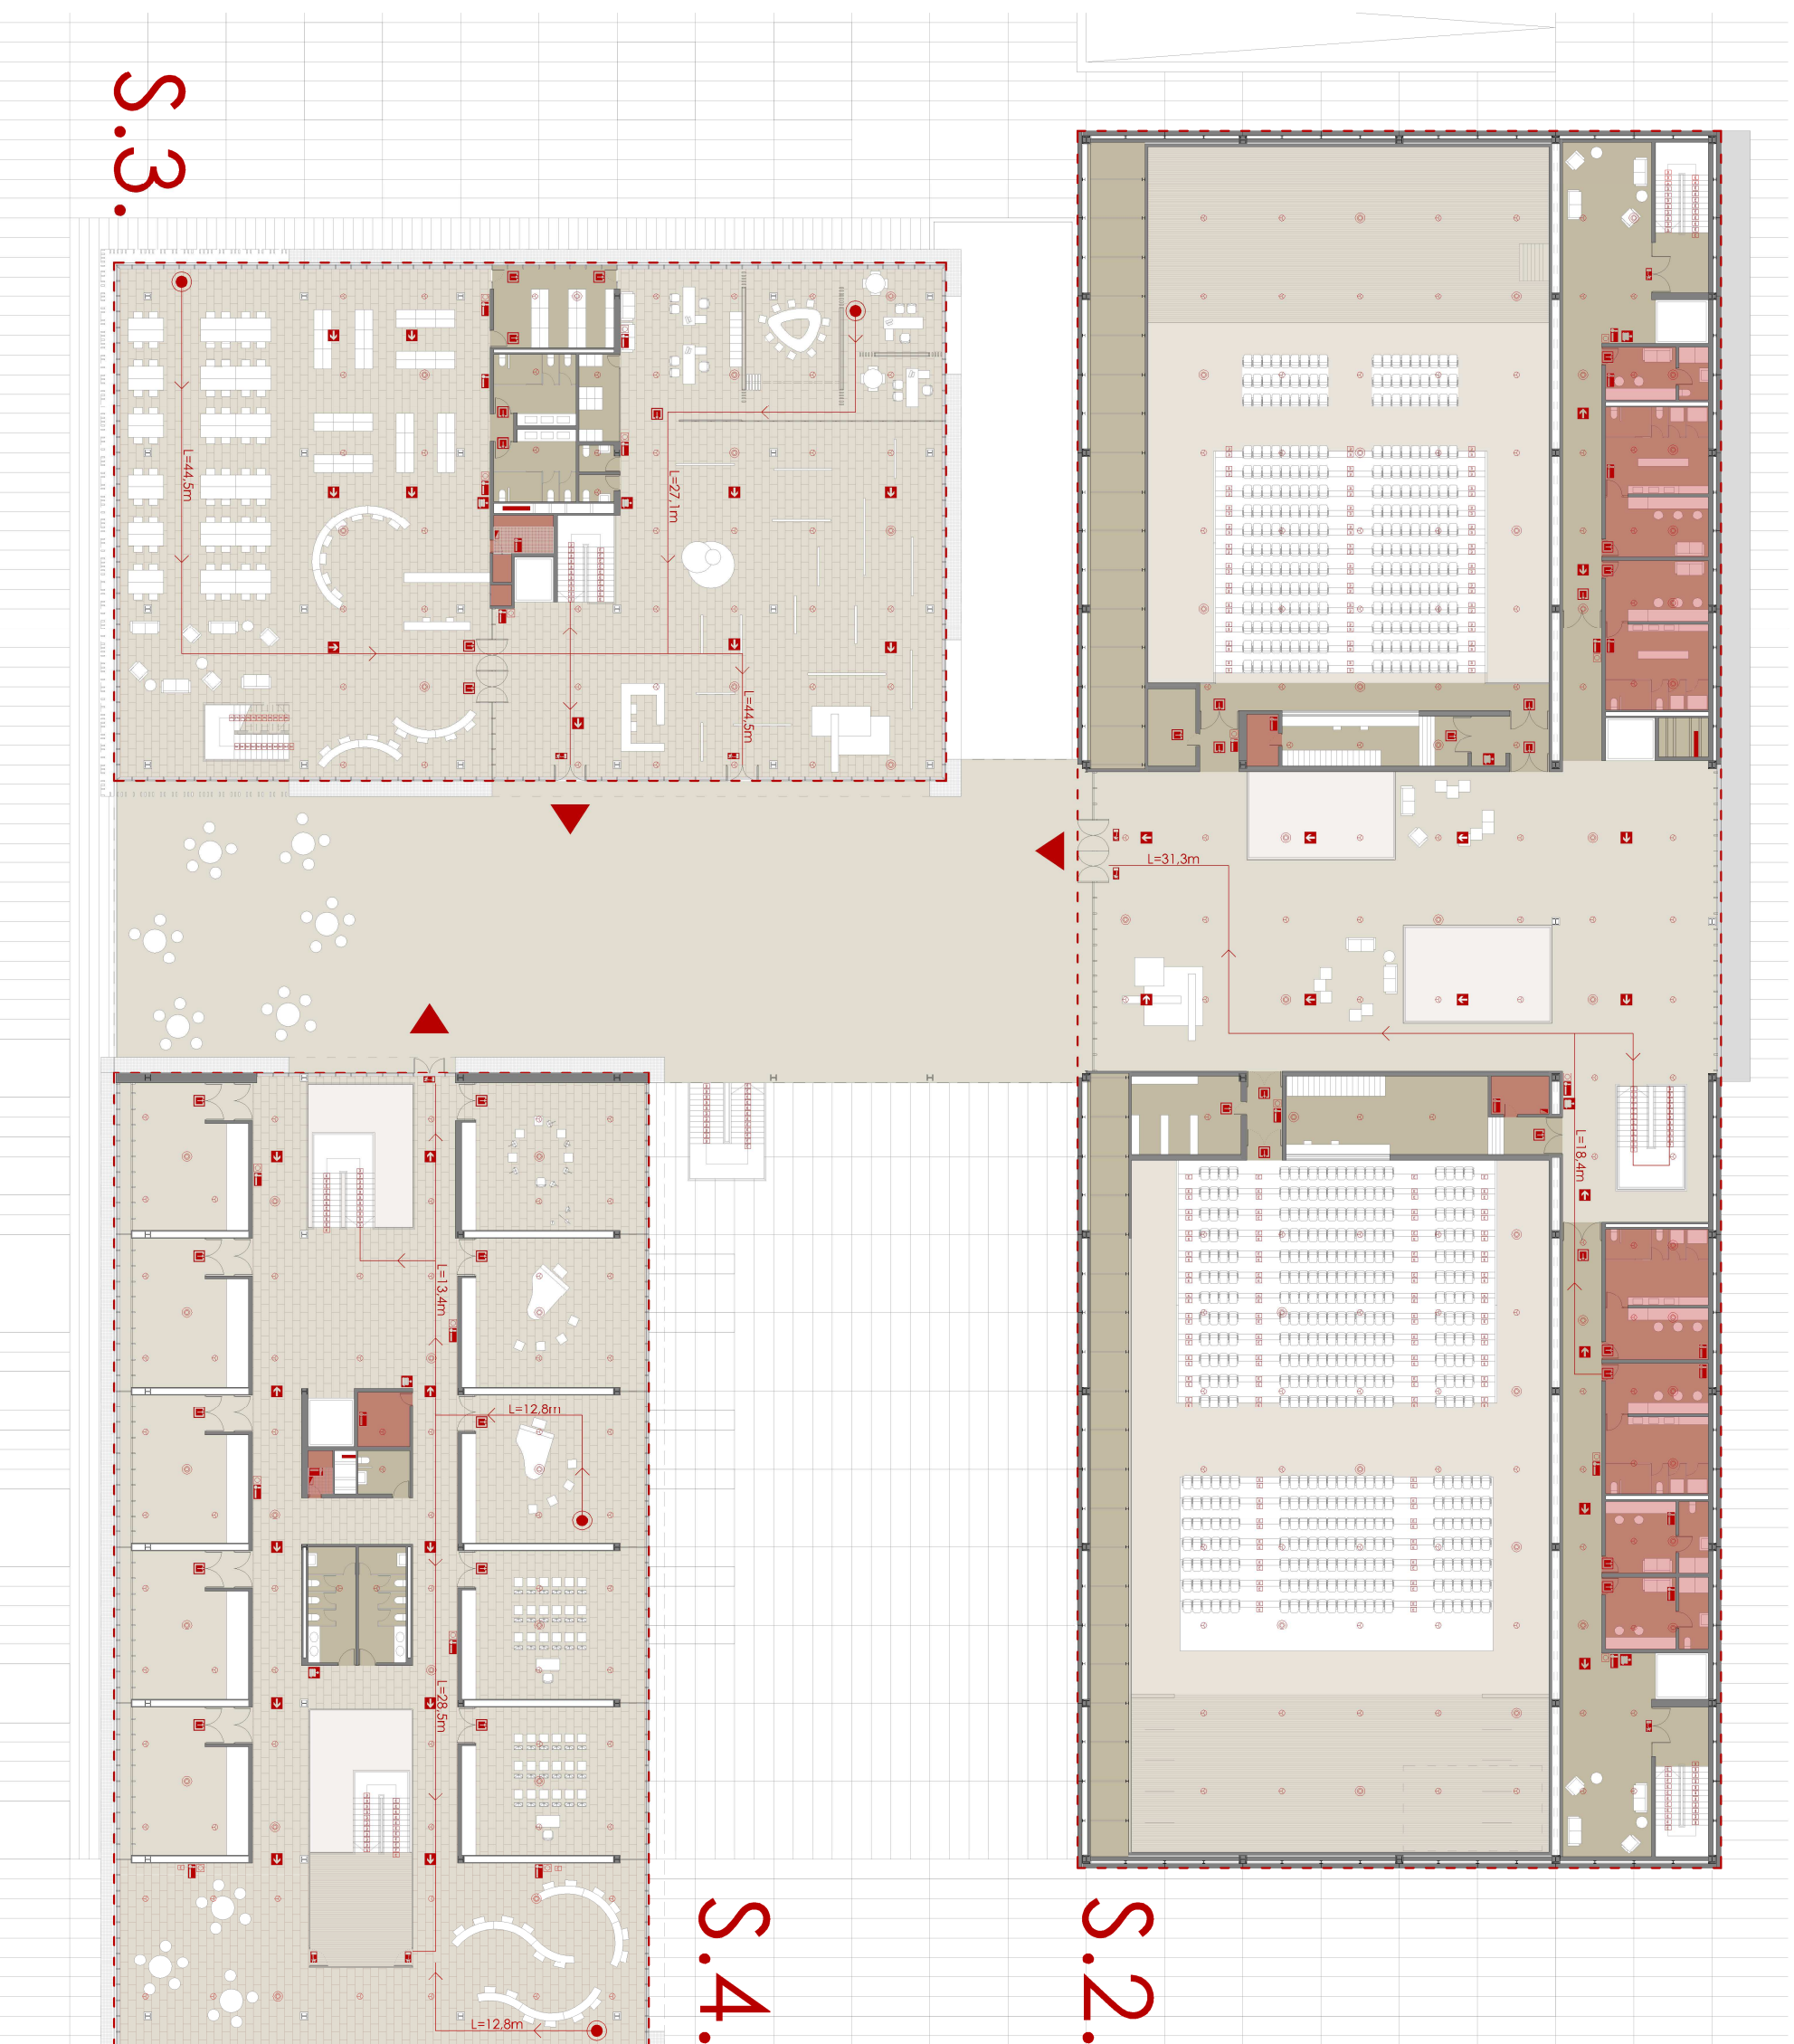 S.3.
L=44,5m
L=27,1m
L=44,5m
L=31,3m
L=18,4m
L=13,4m
L=12,8m
L=28,5m
S.4.
S.2.
L=12,8m